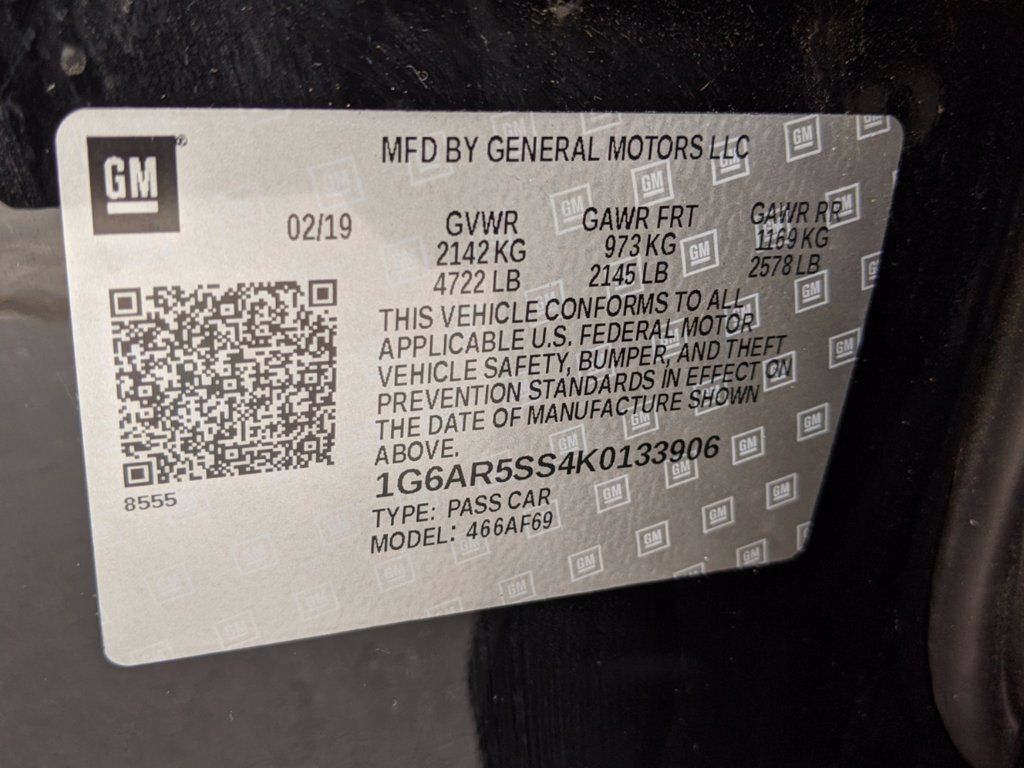 GM
MFD BY GENERAL MOTORS LLC
02/19
GVWR GAWR FRT GAWR RR
2142 KG 973 KG 1169 KG
4722 LB 2145 LB 2578 LB
THIS VEHICLE CONFORMS TO ALL
APPLICABLE U.S. FEDERAL MOTOR
VEHICLE SAFETY, BUMPER, AND THEFT
PREVENTION STANDARDS IN EFFECT ON
THE DATE OF MANUFACTURE SHOWN
ABOVE.
1G6AR5SS4K0133906
TYPE: PASS CAR
MODEL: 466AF69
8555